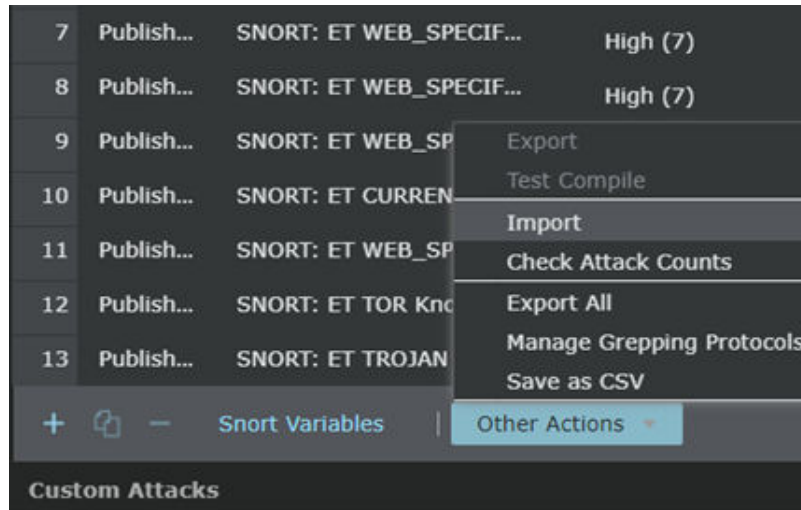 7 Publish... SNORT: ET WEB_SPECIF... High (7)
8 Publish... SNORT: ET WEB_SPECIF... High (7)
9 Publish... SNORT: ET WEB_SP
10 Publish... SNORT: ET CURREN
11 Publish... SNORT: ET WEB_SP
12 Publish... SNORT: ET TOR Kno
13 Publish... SNORT: ET TROJAN
Export
Test Compile
Import
Check Attack Counts
Export All
Manage Grepping Protocols
Save as CSV
+ − Snort Variables | Other Actions
Custom Attacks